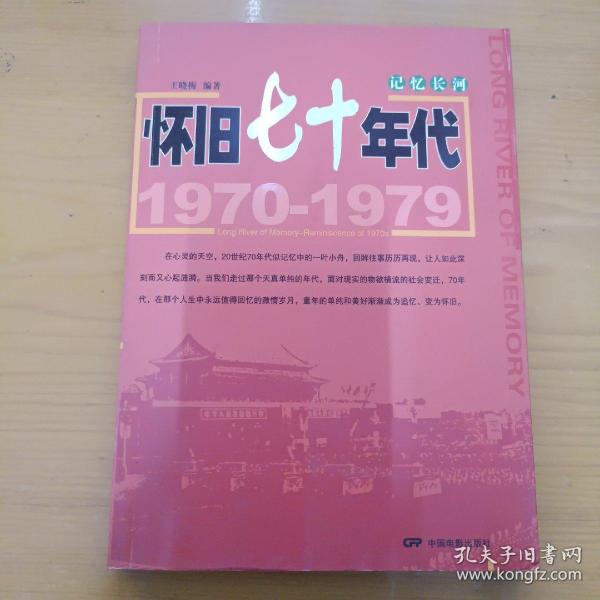 王晓梅 编著
记忆长河
怀旧七十年代
1970-1979
Long River of Memory-Reminiscence of 1970s
在心灵的天空,20世纪70年代似记忆中的一叶小舟,回眸往事历历再现,让人如此深
刻而又心起涟漪。当我们走过那个天真单纯的年代,面对现实的物欲横流的社会变迁,70年
代,在那个人生中永远值得回忆的激情岁月,童年的单纯和美好渐渐成为追忆、变为怀旧。
LONG RIVER OF MEMORY
中国电影出版社
孔夫子旧书网
www.kongfz.com